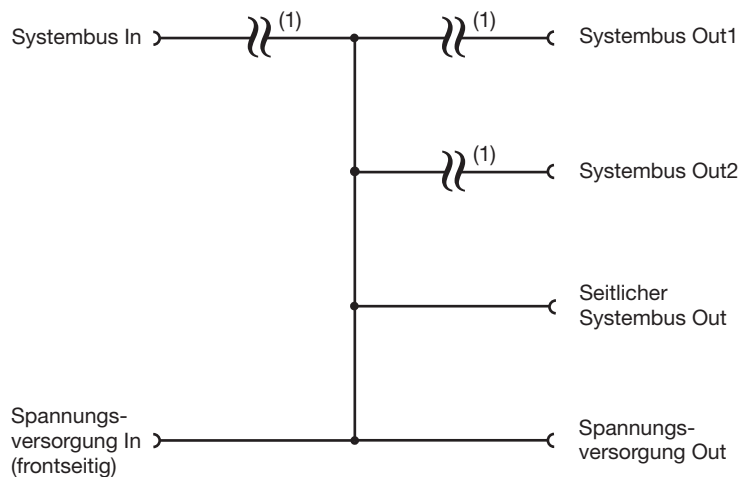 Systembus In
(1)
(1)
Systembus Out1
(1)
Systembus Out2
Seitlicher
Systembus Out
Spannungs-
versorgung In
(frontseitig)
Spannungs-
versorgung Out